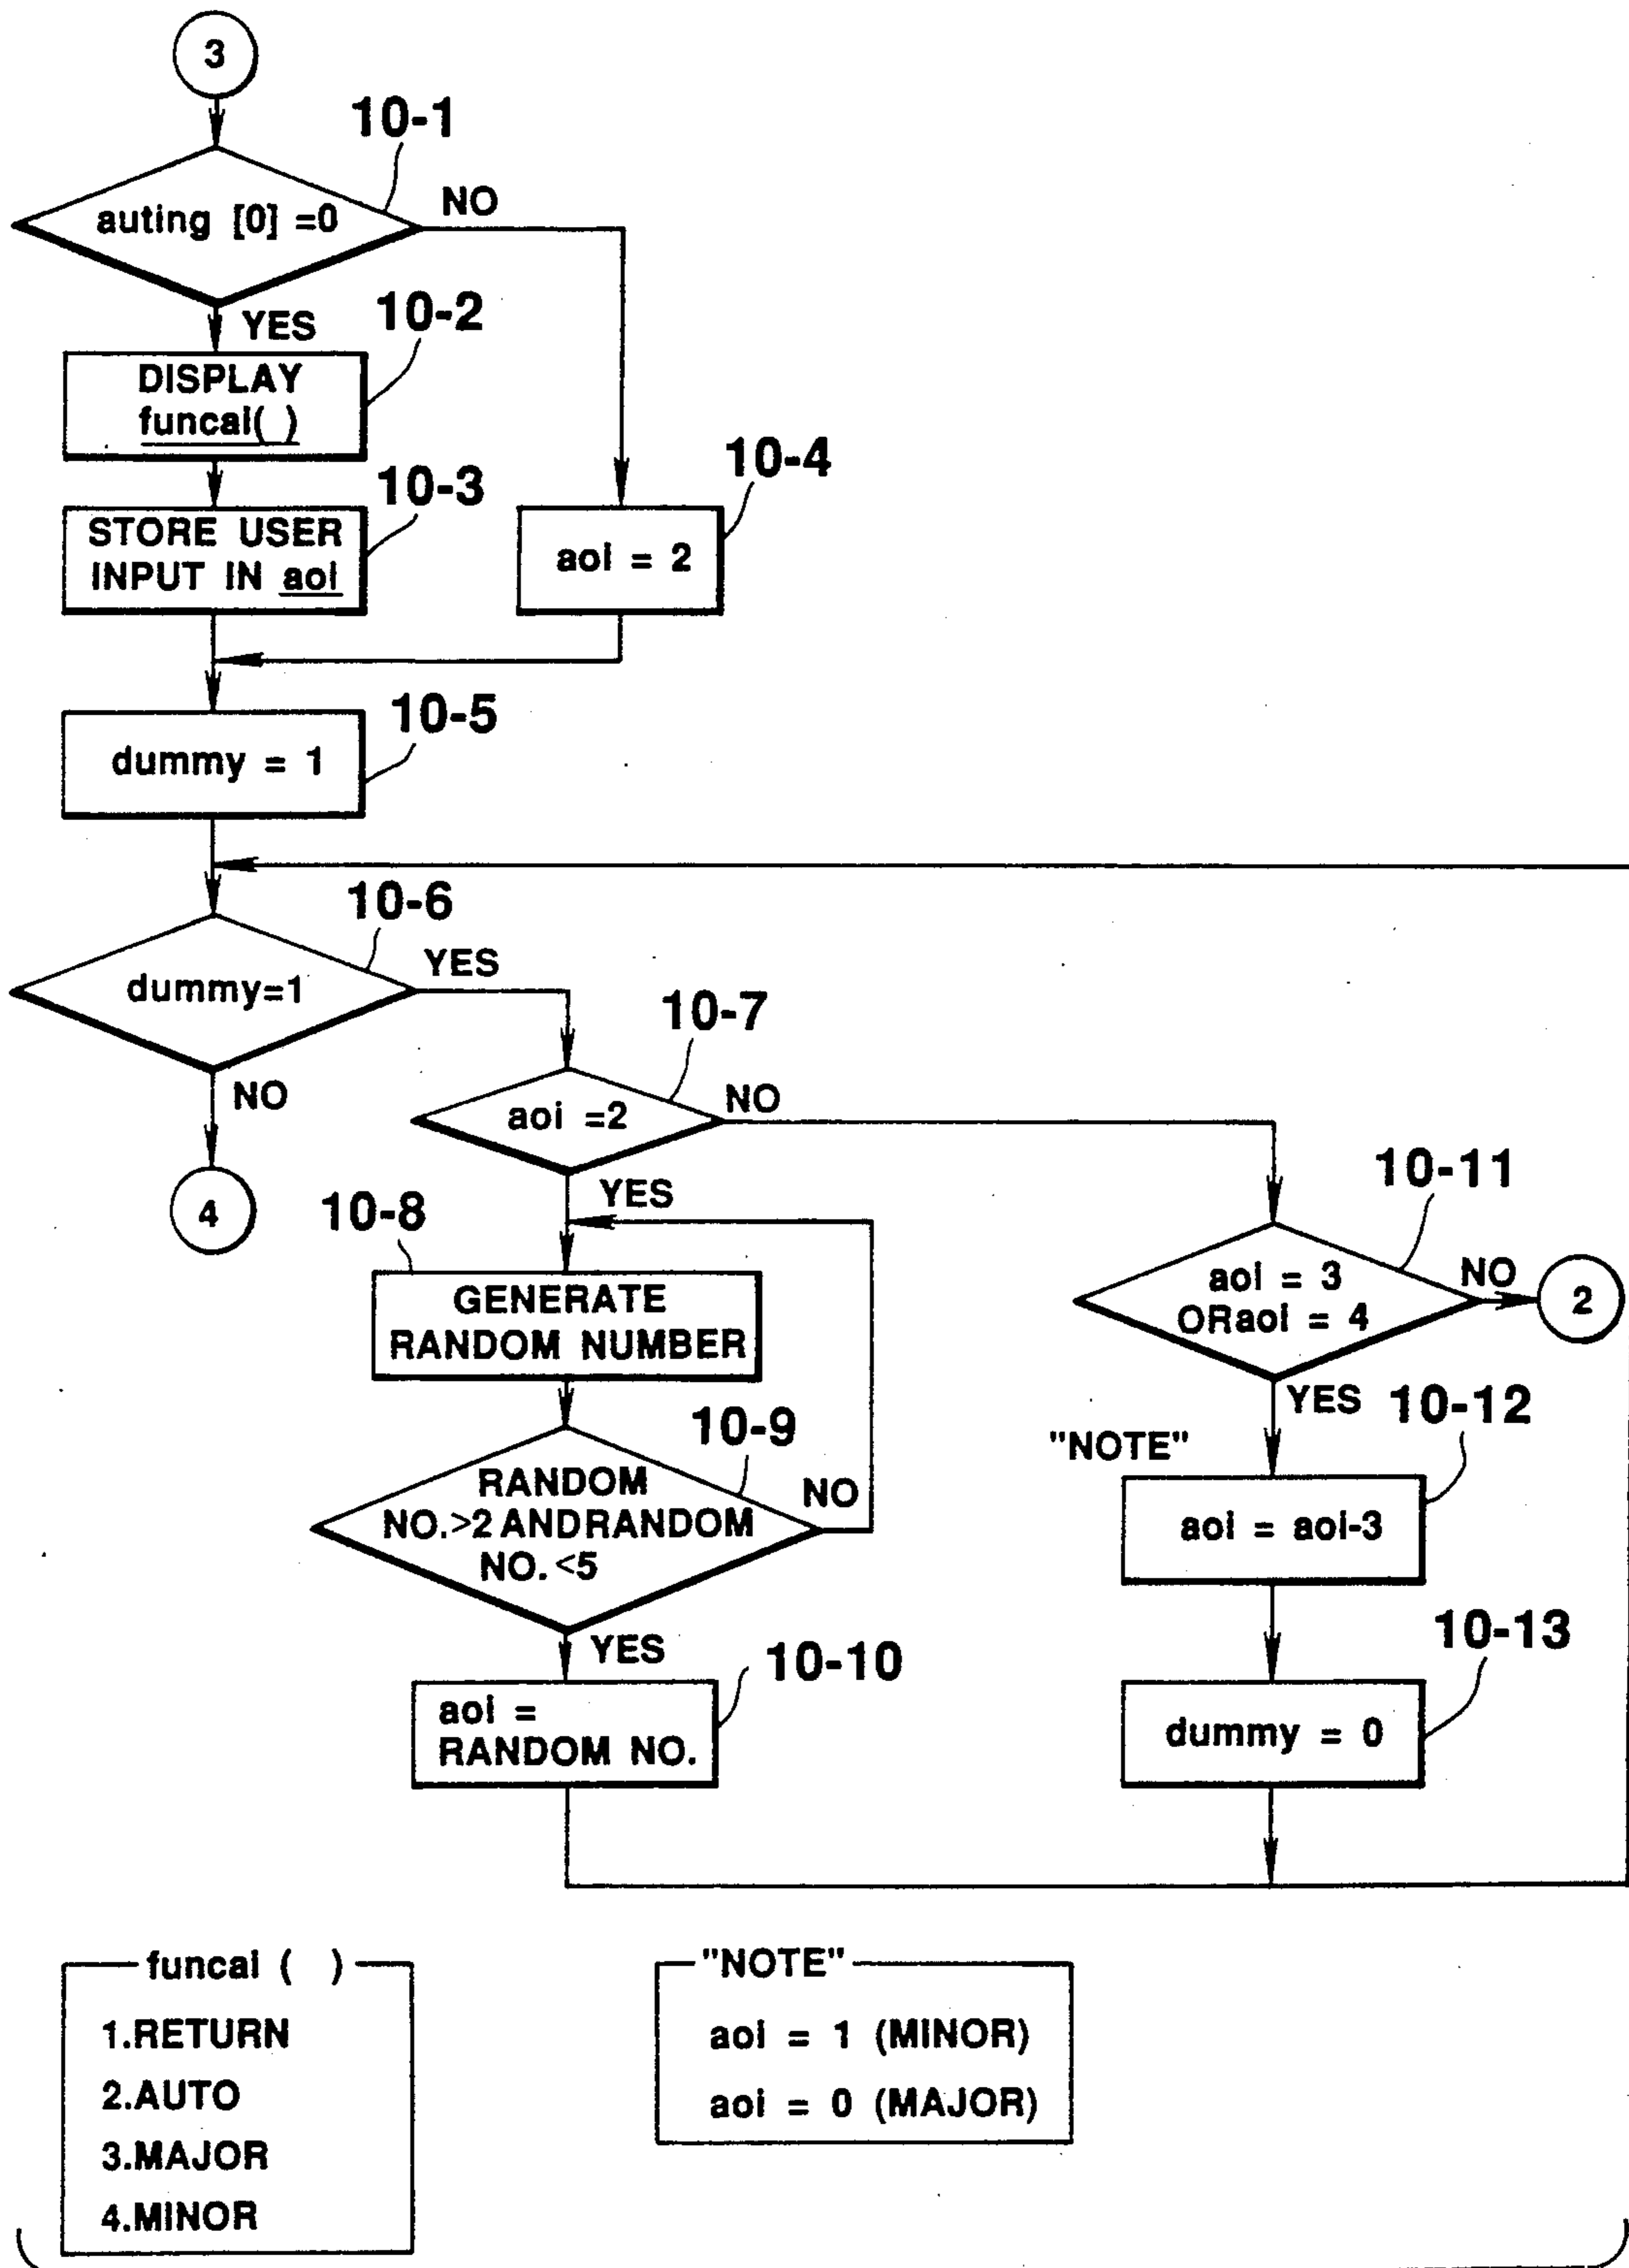 3
10-1
auting [0] =0
NO
YES
10-2
DISPLAY
funcal( )
10-3
STORE USER
INPUT IN aoi
10-4
aoi = 2
10-5
dummy = 1
10-6
dummy=1
YES
NO
4
10-7
aoi =2
NO
YES
10-8
GENERATE
RANDOM NUMBER
10-9
RANDOM
NO.>2 ANDRANDOM
NO.<5
NO
YES
10-10
aoi =
RANDOM NO.
10-11
aoi = 3
ORaoi = 4
NO
2
YES
10-12
"NOTE"
aoi = aoi-3
10-13
dummy = 0
funcal ( )
1.RETURN
2.AUTO
3.MAJOR
4.MINOR
"NOTE"
aoi = 1 (MINOR)
aoi = 0 (MAJOR)